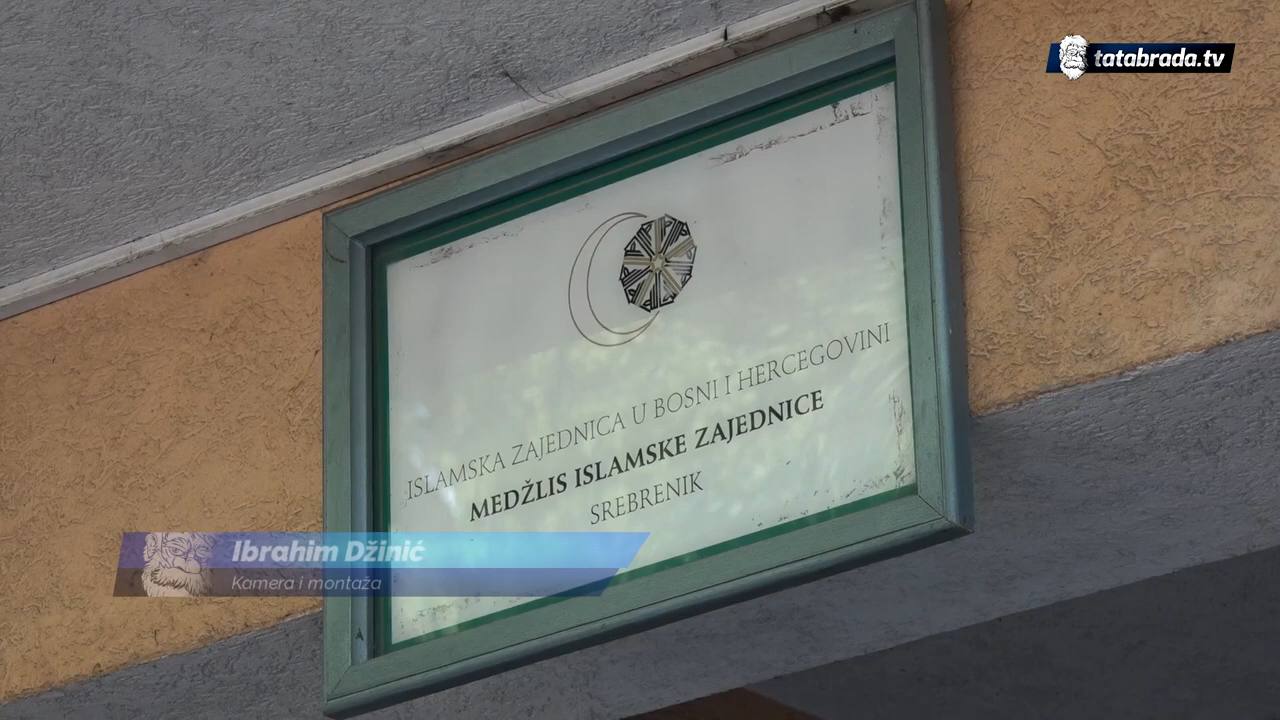 tatabrada.tv
ISLAMSKA ZAJEDNICA U BOSNI I HERCEGOVINI
MEDŽLIS ISLAMSKE ZAJEDNICE
SREBRENIK
Ibrahim Džinić
Kamera i montaža